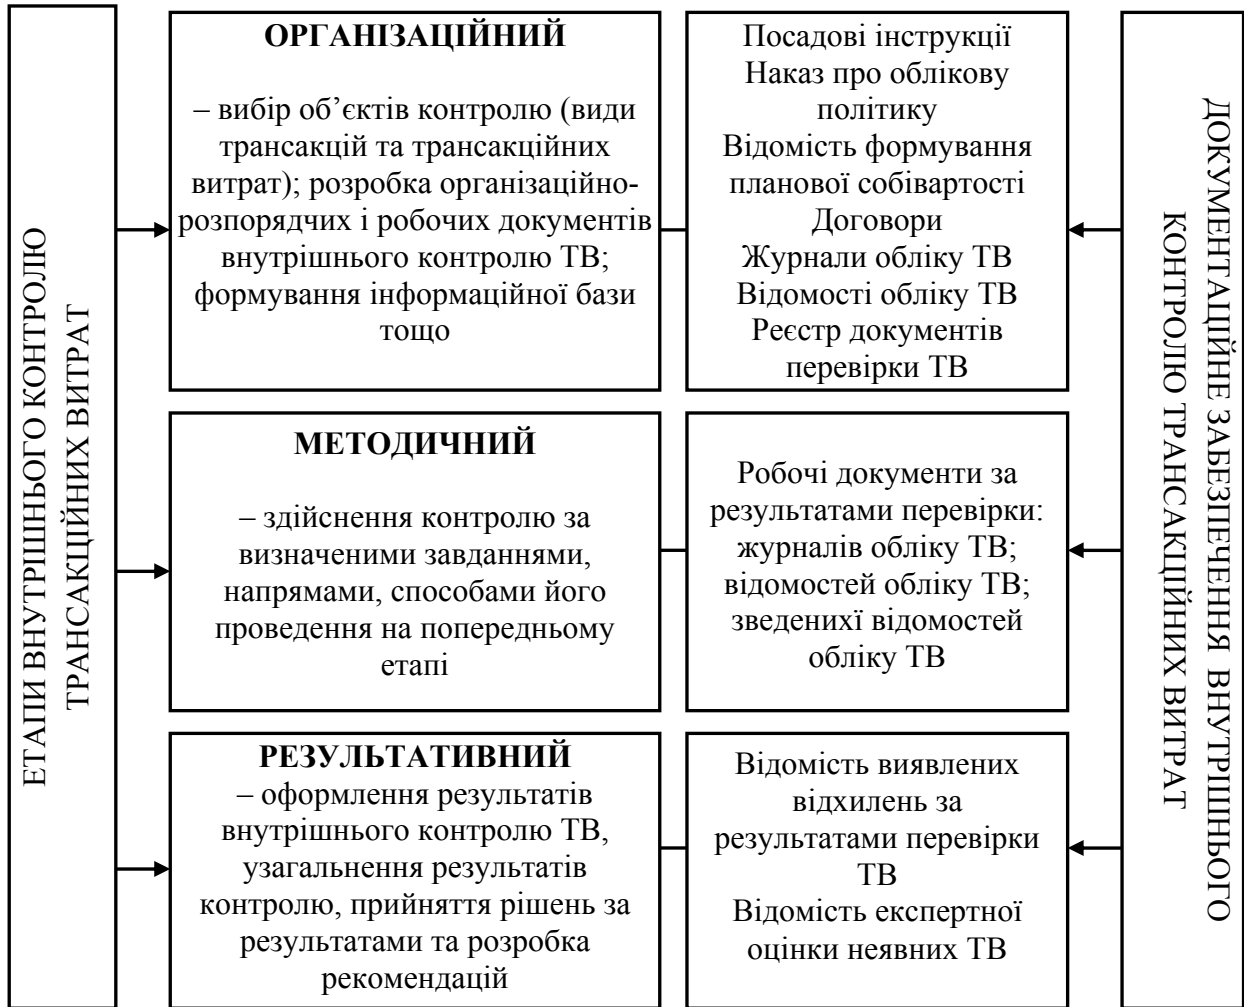 ЕТАПИ ВНУТРІШНЬОГО КОНТРОЛЮ
ТРАНСАКЦІЙНИХ ВИТРАТ
ОРГАНІЗАЦІЙНИЙ
– вибір об’єктів контролю (види
трансакцій та трансакційних
витрат); розробка організаційно-
розпорядчих і робочих документів
внутрішнього контролю ТВ;
формування інформаційної бази
тощо
Посадові інструкції
Наказ про облікову
політику
Відомість формування
планової собівартості
Договори
Журнали обліку ТВ
Відомості обліку ТВ
Реєстр документів
перевірки ТВ
МЕТОДИЧНИЙ
– здійснення контролю за
визначеними завданнями,
напрямами, способами його
проведення на попередньому
етапі
Робочі документи за
результатами перевірки:
журналів обліку ТВ;
відомостей обліку ТВ;
зведенихї відомостей
обліку ТВ
РЕЗУЛЬТАТИВНИЙ
– оформлення результатів
внутрішнього контролю ТВ,
узагальнення результатів
контролю, прийняття рішень за
результатами та розробка
рекомендацій
Відомість виявлених
відхилень за
результатами перевірки
ТВ
Відомість експертної
оцінки неявних ТВ
ДОКУМЕНТАЦІЙНЕ ЗАБЕЗПЕЧЕННЯ ВНУТРІШНЬОГО
КОНТРОЛЮ ТРАНСАКЦІЙНИХ ВИТРАТ